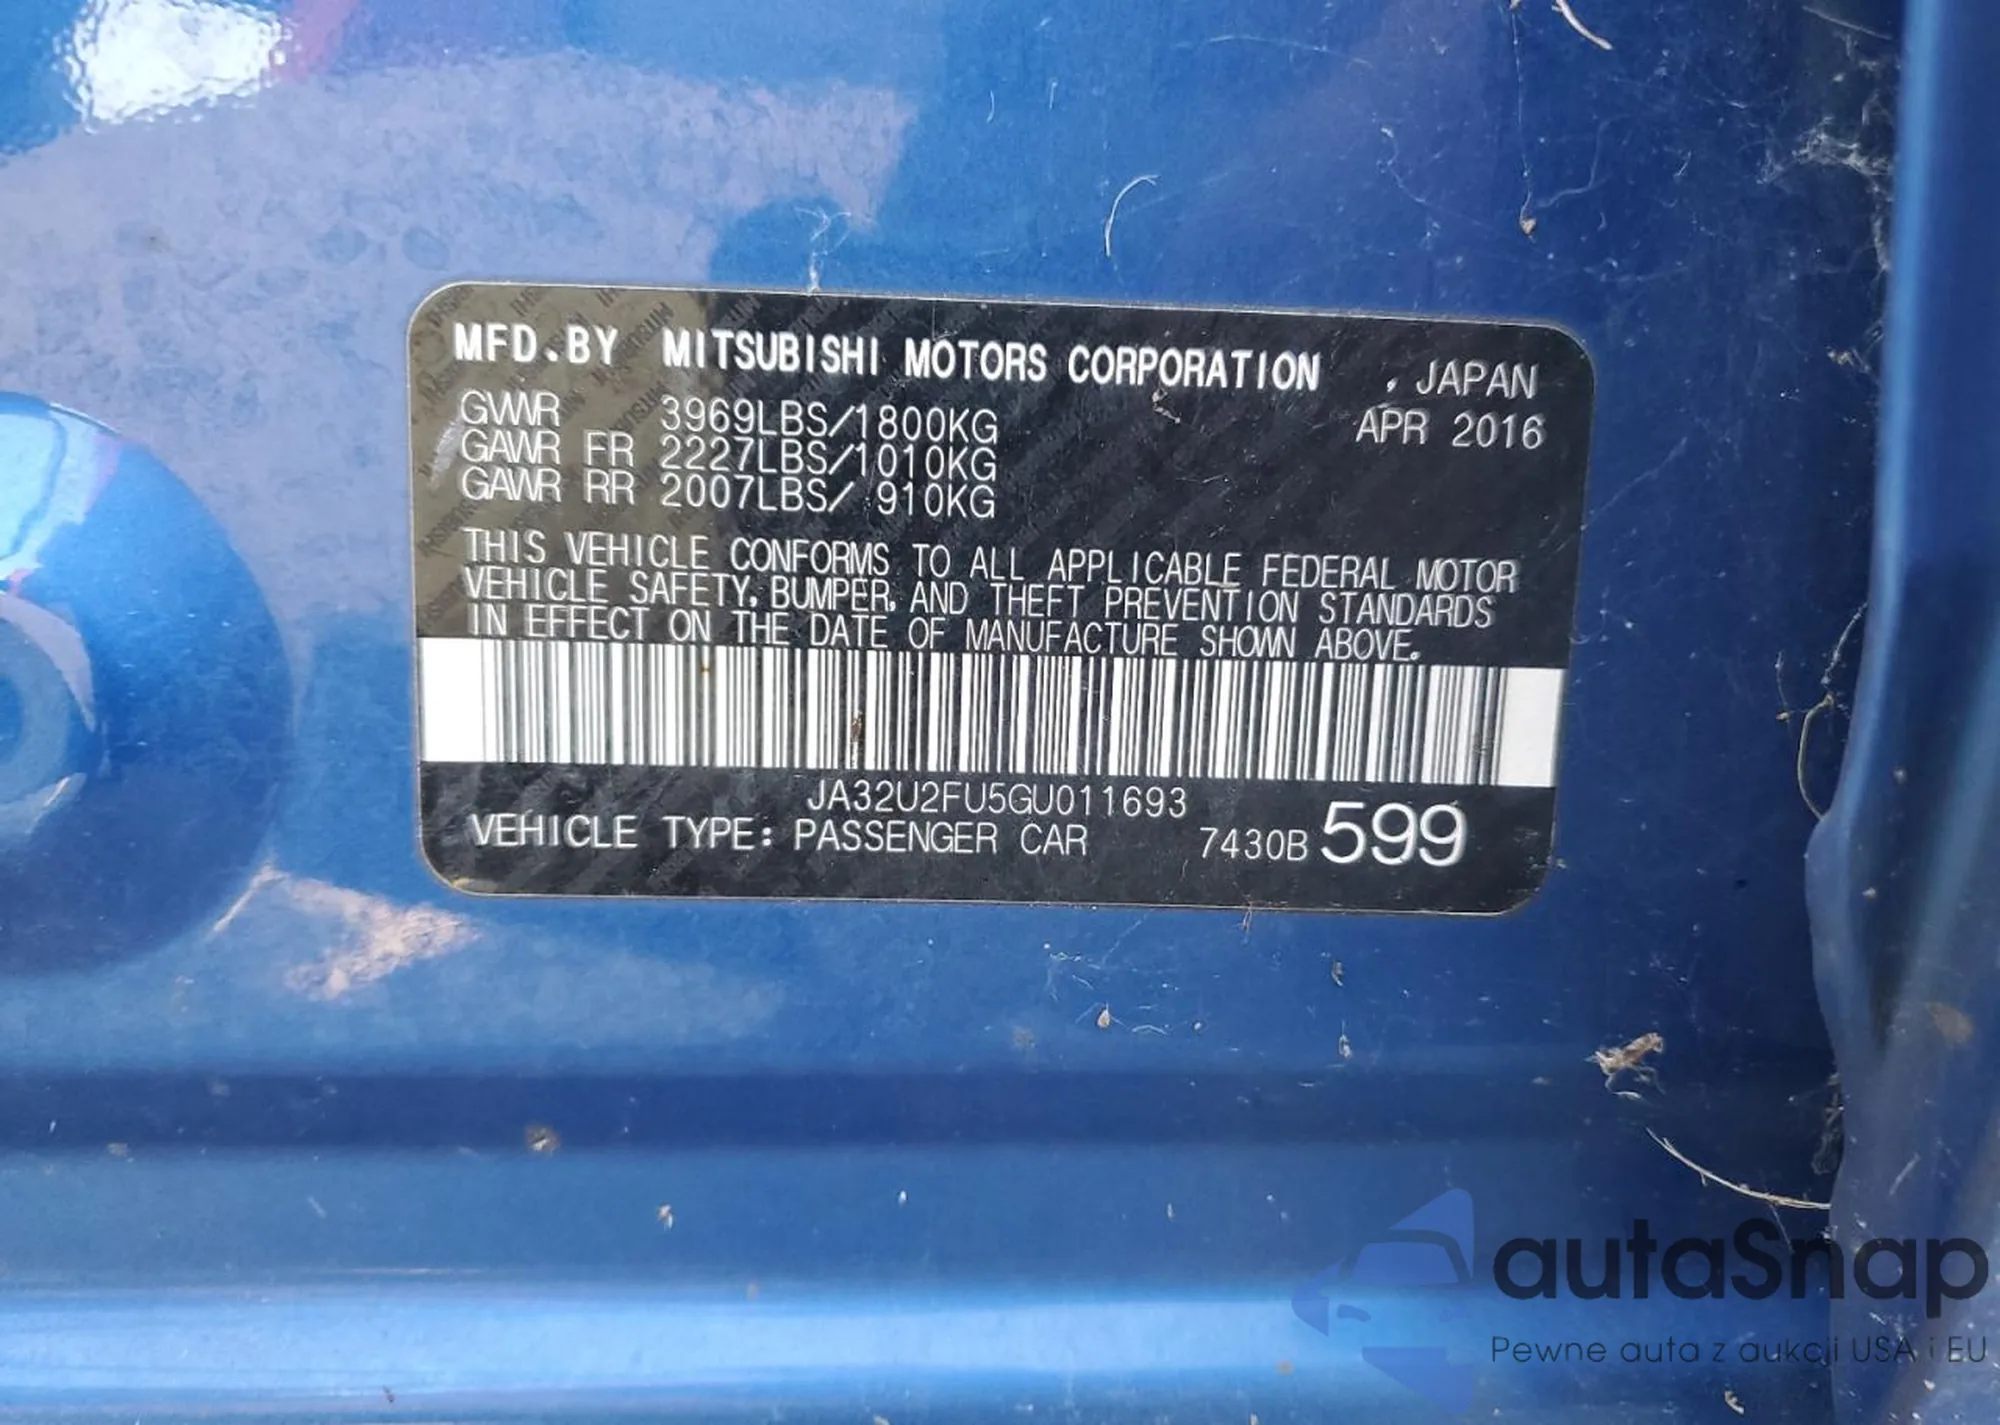 MFD.BY MITSUBISHI MOTORS CORPORATION , JAPAN
GVWR 3969LBS/1800KG APR 2016
GAWR FR 2227LBS/1010KG
GAWR RR 2007LBS/ 910KG
THIS VEHICLE CONFORMS TO ALL APPLICABLE FEDERAL MOTOR
VEHICLE SAFETY, BUMPER, AND THEFT PREVENTION STANDARDS
IN EFFECT ON THE DATE OF MANUFACTURE SHOWN ABOVE.
JA32U2FU5GU011693
VEHICLE TYPE: PASSENGER CAR 7430B 599
autaSnap
Pewne auta z aukcji USA i EU